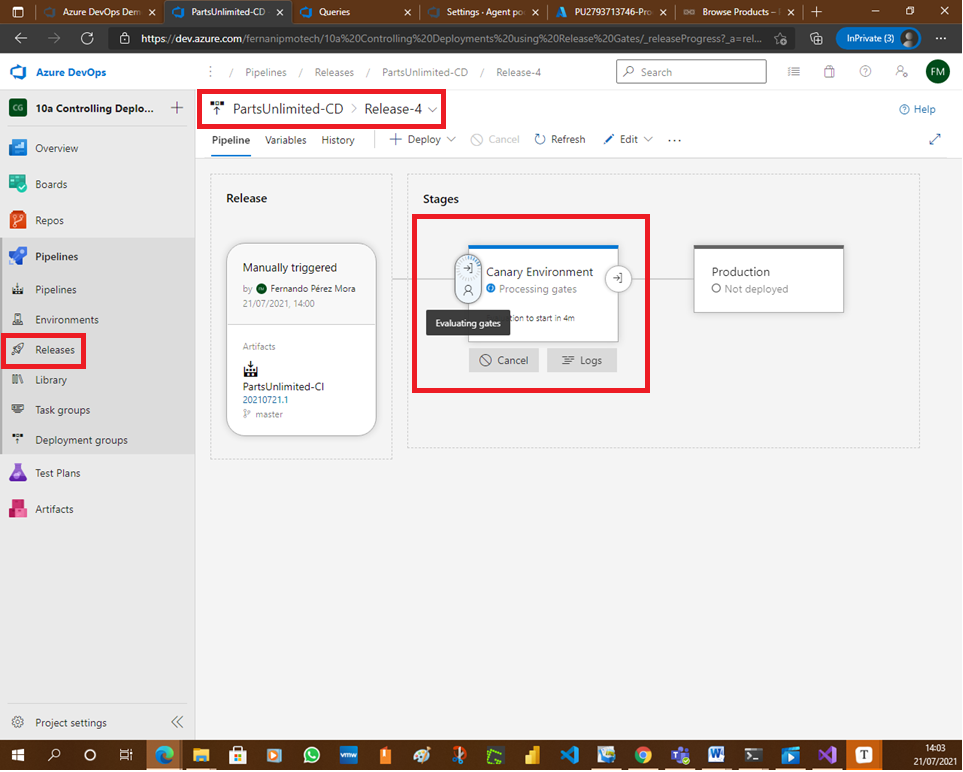 Azure DevOps Dem
PartsUnlimited-CD
Queries
Settings · Agent po
PU2793713746-Pro
Browse Products –
https://dev.azure.com/fernanipmotech/10a%20Controlling%20Deployments%20using%20Release%20Gates/_releaseProgress?_a=rel...
InPrivate (3)
Azure DevOps
/ Pipelines / Releases / PartsUnlimited-CD / Release-4
Search
FM
CG
10a Controlling Deplo...
PartsUnlimited-CD > Release-4
Help
Pipeline
Variables
History
Deploy
Cancel
Refresh
Edit
Overview
Boards
Repos
Pipelines
Pipelines
Environments
Releases
Library
Task groups
Deployment groups
Test Plans
Artifacts
Project settings
Release
Manually triggered
by FM Fernando Pérez Mora
21/07/2021, 14:00
Artifacts
PartsUnlimited-CI
20210721.1
master
Stages
Canary Environment
Processing gates
Evaluating gates
to start in 4m
Cancel
Logs
Production
Not deployed
vmw
T
14:03
21/07/2021